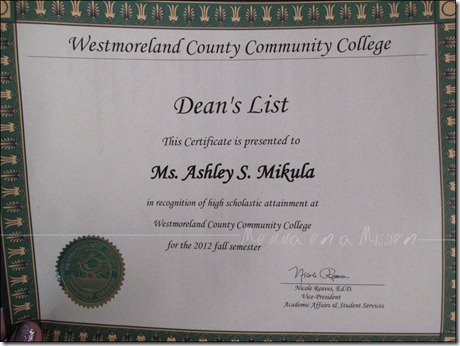 Westmoreland County Community College
Dean's List
This Certificate is presented to
Ms. Ashley S. Mikula
in recognition of high scholastic attainment at
Westmoreland County Community College
for the 2012 fall semester
Nicole Reaves
Nicole Reaves, Ed.D.
Vice-President
Academic Affairs & Student Services